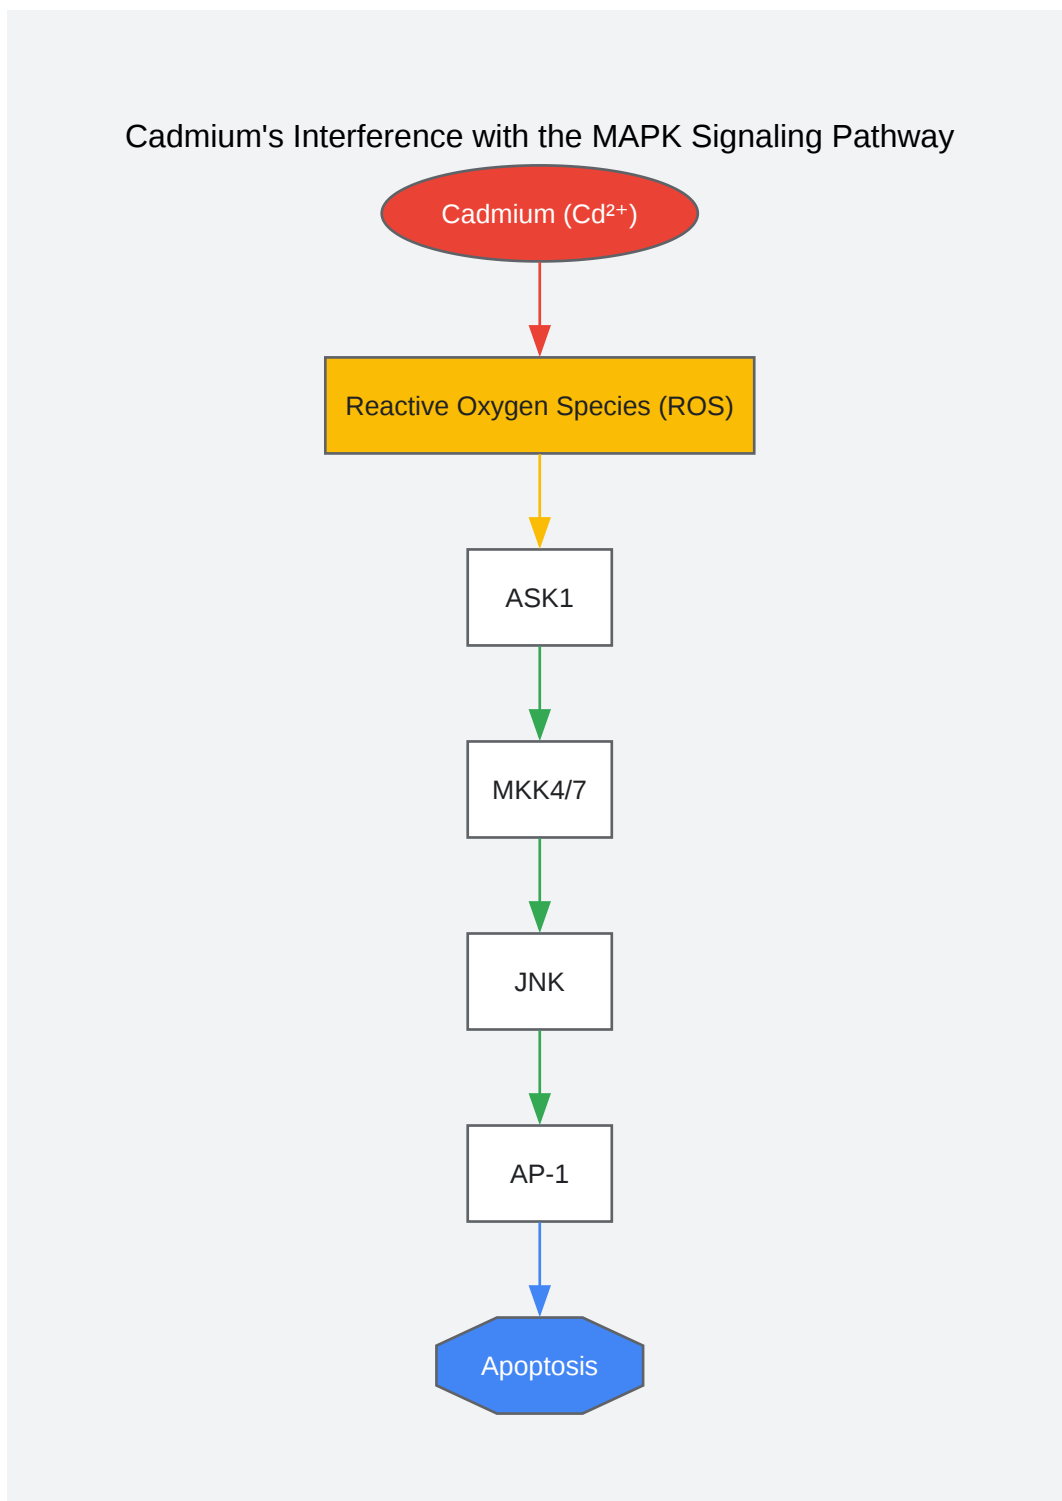 Cadmium's Interference with the MAPK Signaling Pathway
Cadmium (Cd²⁺)
Reactive Oxygen Species (ROS)
ASK1
MKK4/7
JNK
AP-1
Apoptosis